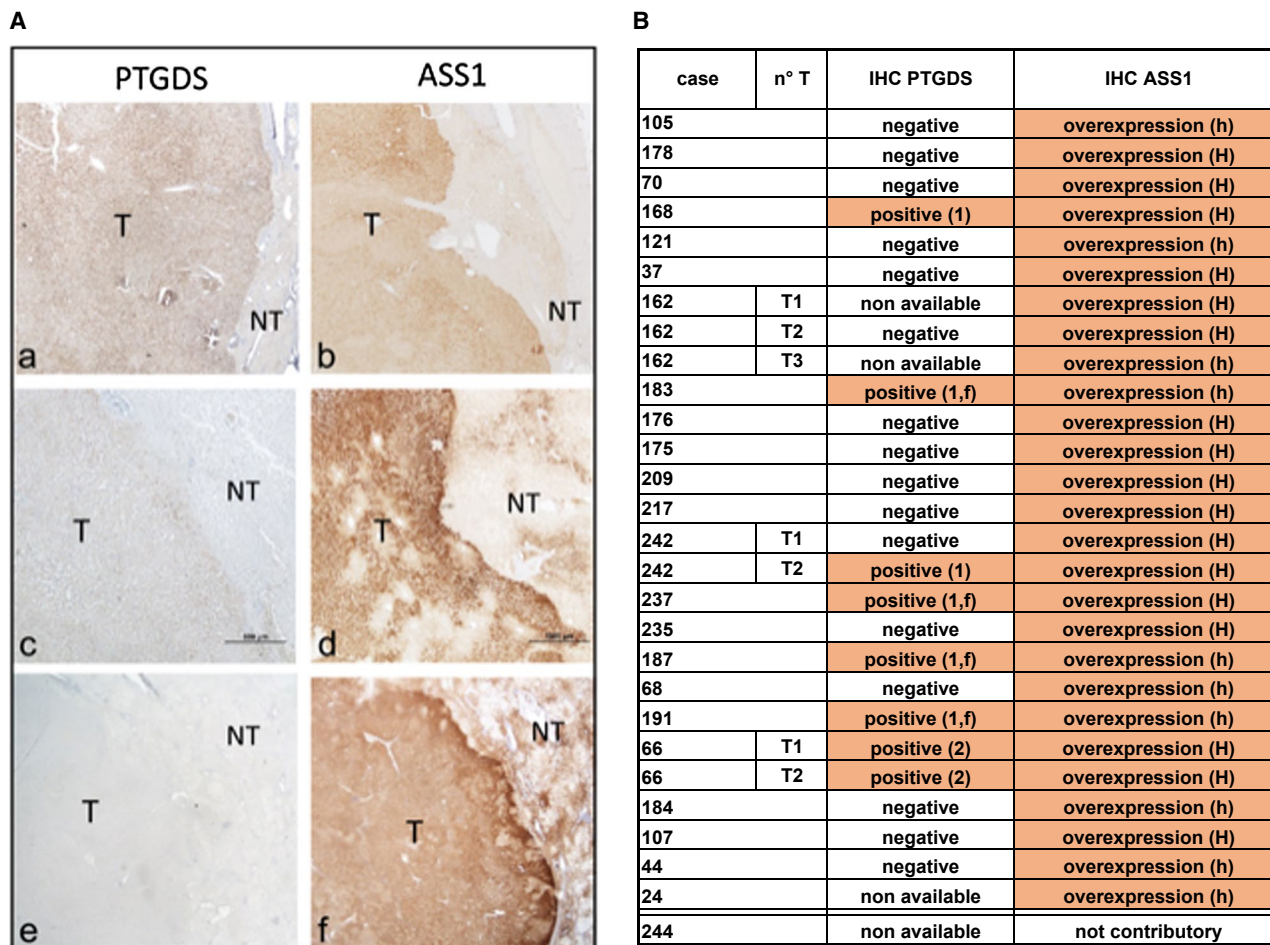 A
PTGDS ASS1
T NT a
T NT b
T NT c
T NT d
T NT e
T NT f
B
case n° T IHC PTGDS IHC ASS1
105 negative overexpression (h)
178 negative overexpression (H)
70 negative overexpression (H)
168 positive (1) overexpression (H)
121 negative overexpression (h)
37 negative overexpression (H)
162 T1 non available overexpression (H)
162 T2 negative overexpression (H)
162 T3 non available overexpression (h)
183 positive (1,f) overexpression (h)
176 negative overexpression (H)
175 negative overexpression (H)
209 negative overexpression (H)
217 negative overexpression (H)
242 T1 negative overexpression (H)
242 T2 positive (1) overexpression (H)
237 positive (1,f) overexpression (H)
235 negative overexpression (H)
187 positive (1,f) overexpression (h)
68 negative overexpression (h)
191 positive (1,f) overexpression (h)
66 T1 positive (2) overexpression (H)
66 T2 positive (2) overexpression (H)
184 negative overexpression (h)
107 negative overexpression (H)
44 negative overexpression (h)
24 non available overexpression (h)
244 non available not contributory